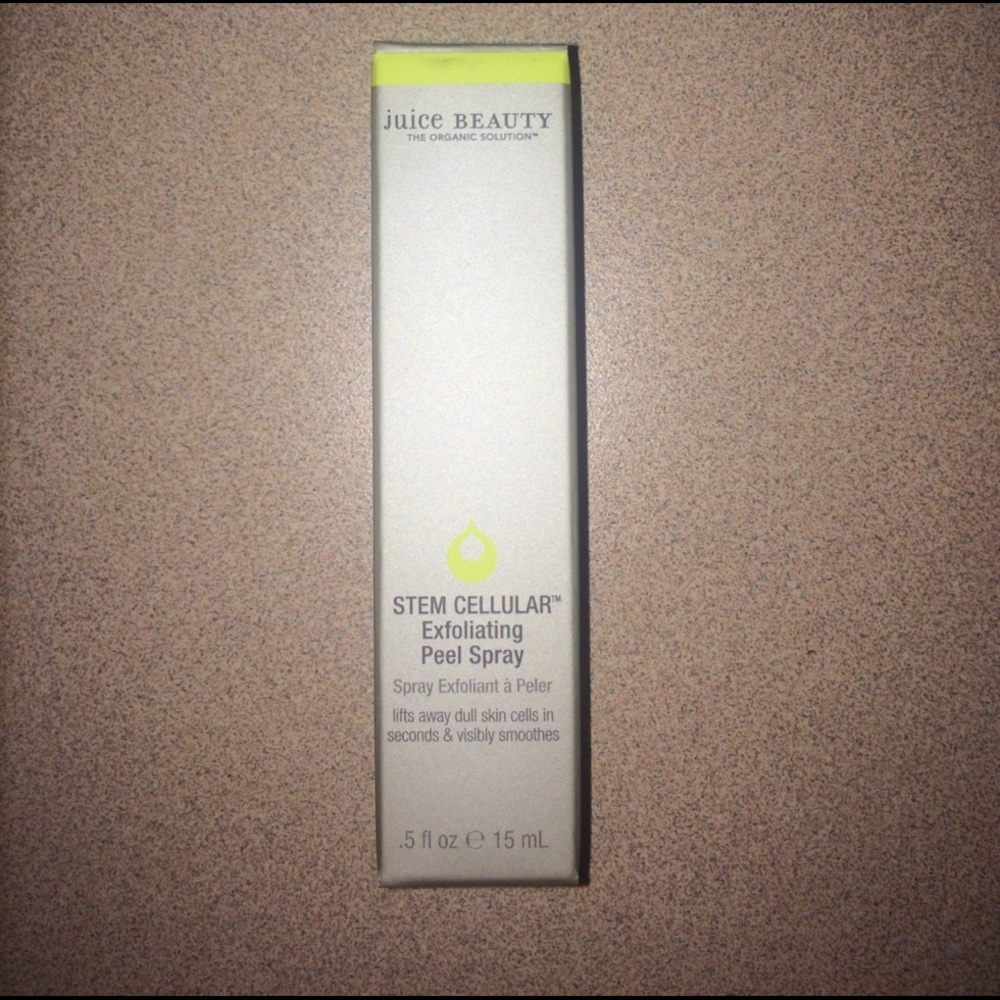 juice BEAUTY
THE ORGANIC SOLUTION™
STEM CELLULAR™
Exfoliating
Peel Spray
Spray Exfoliant à Peler
lifts away dull skin cells in
seconds & visibly smoothes
.5 fl oz ℮ 15 mL